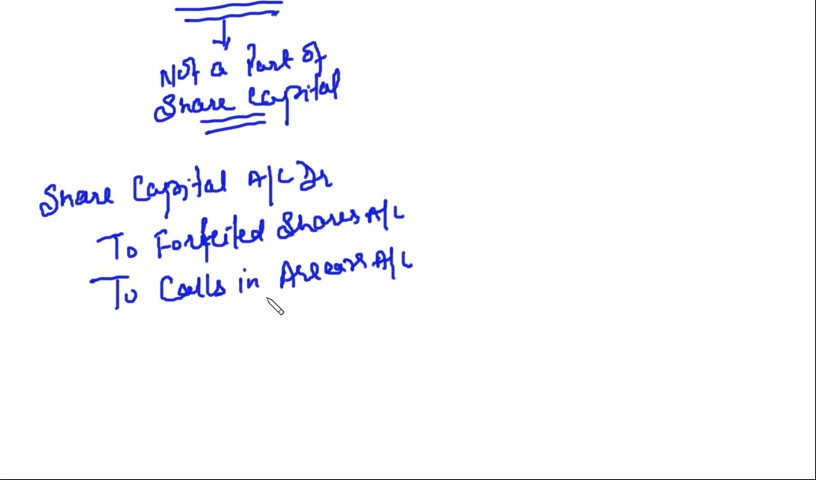 Not a Part of
Share Capital
Share Capital A/C Dr
To Forfeited Shares A/C
To Calls in Arrears A/C